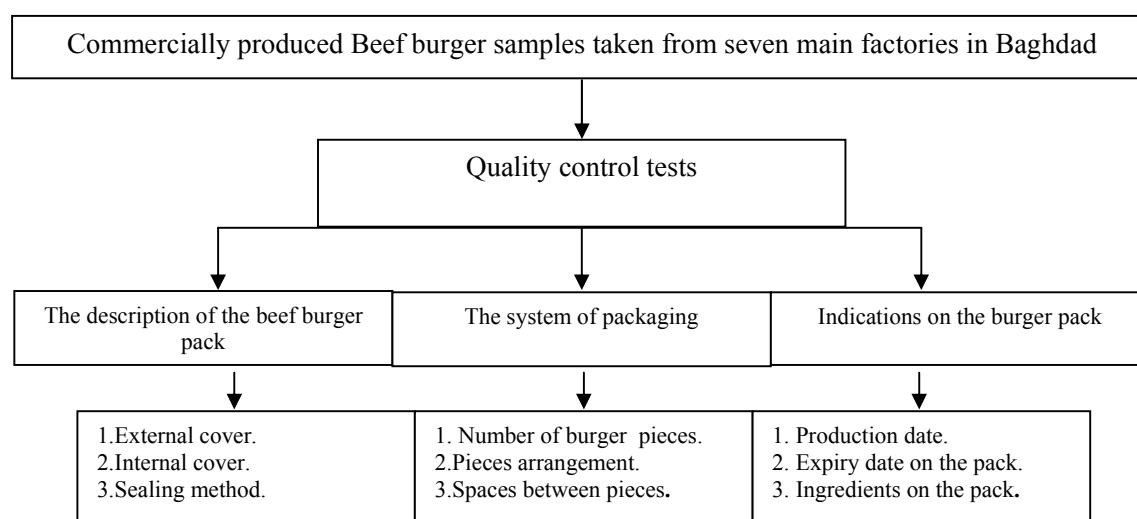 Commercially produced Beef burger samples taken from seven main factories in Baghdad
Quality control tests
The description of the beef burger
pack
The system of packaging
Indications on the burger pack
1.External cover.
2.Internal cover.
3.Sealing method.
1. Number of burger pieces.
2.Pieces arrangement.
3.Spaces between pieces.
1. Production date.
2. Expiry date on the pack.
3. Ingredients on the pack.